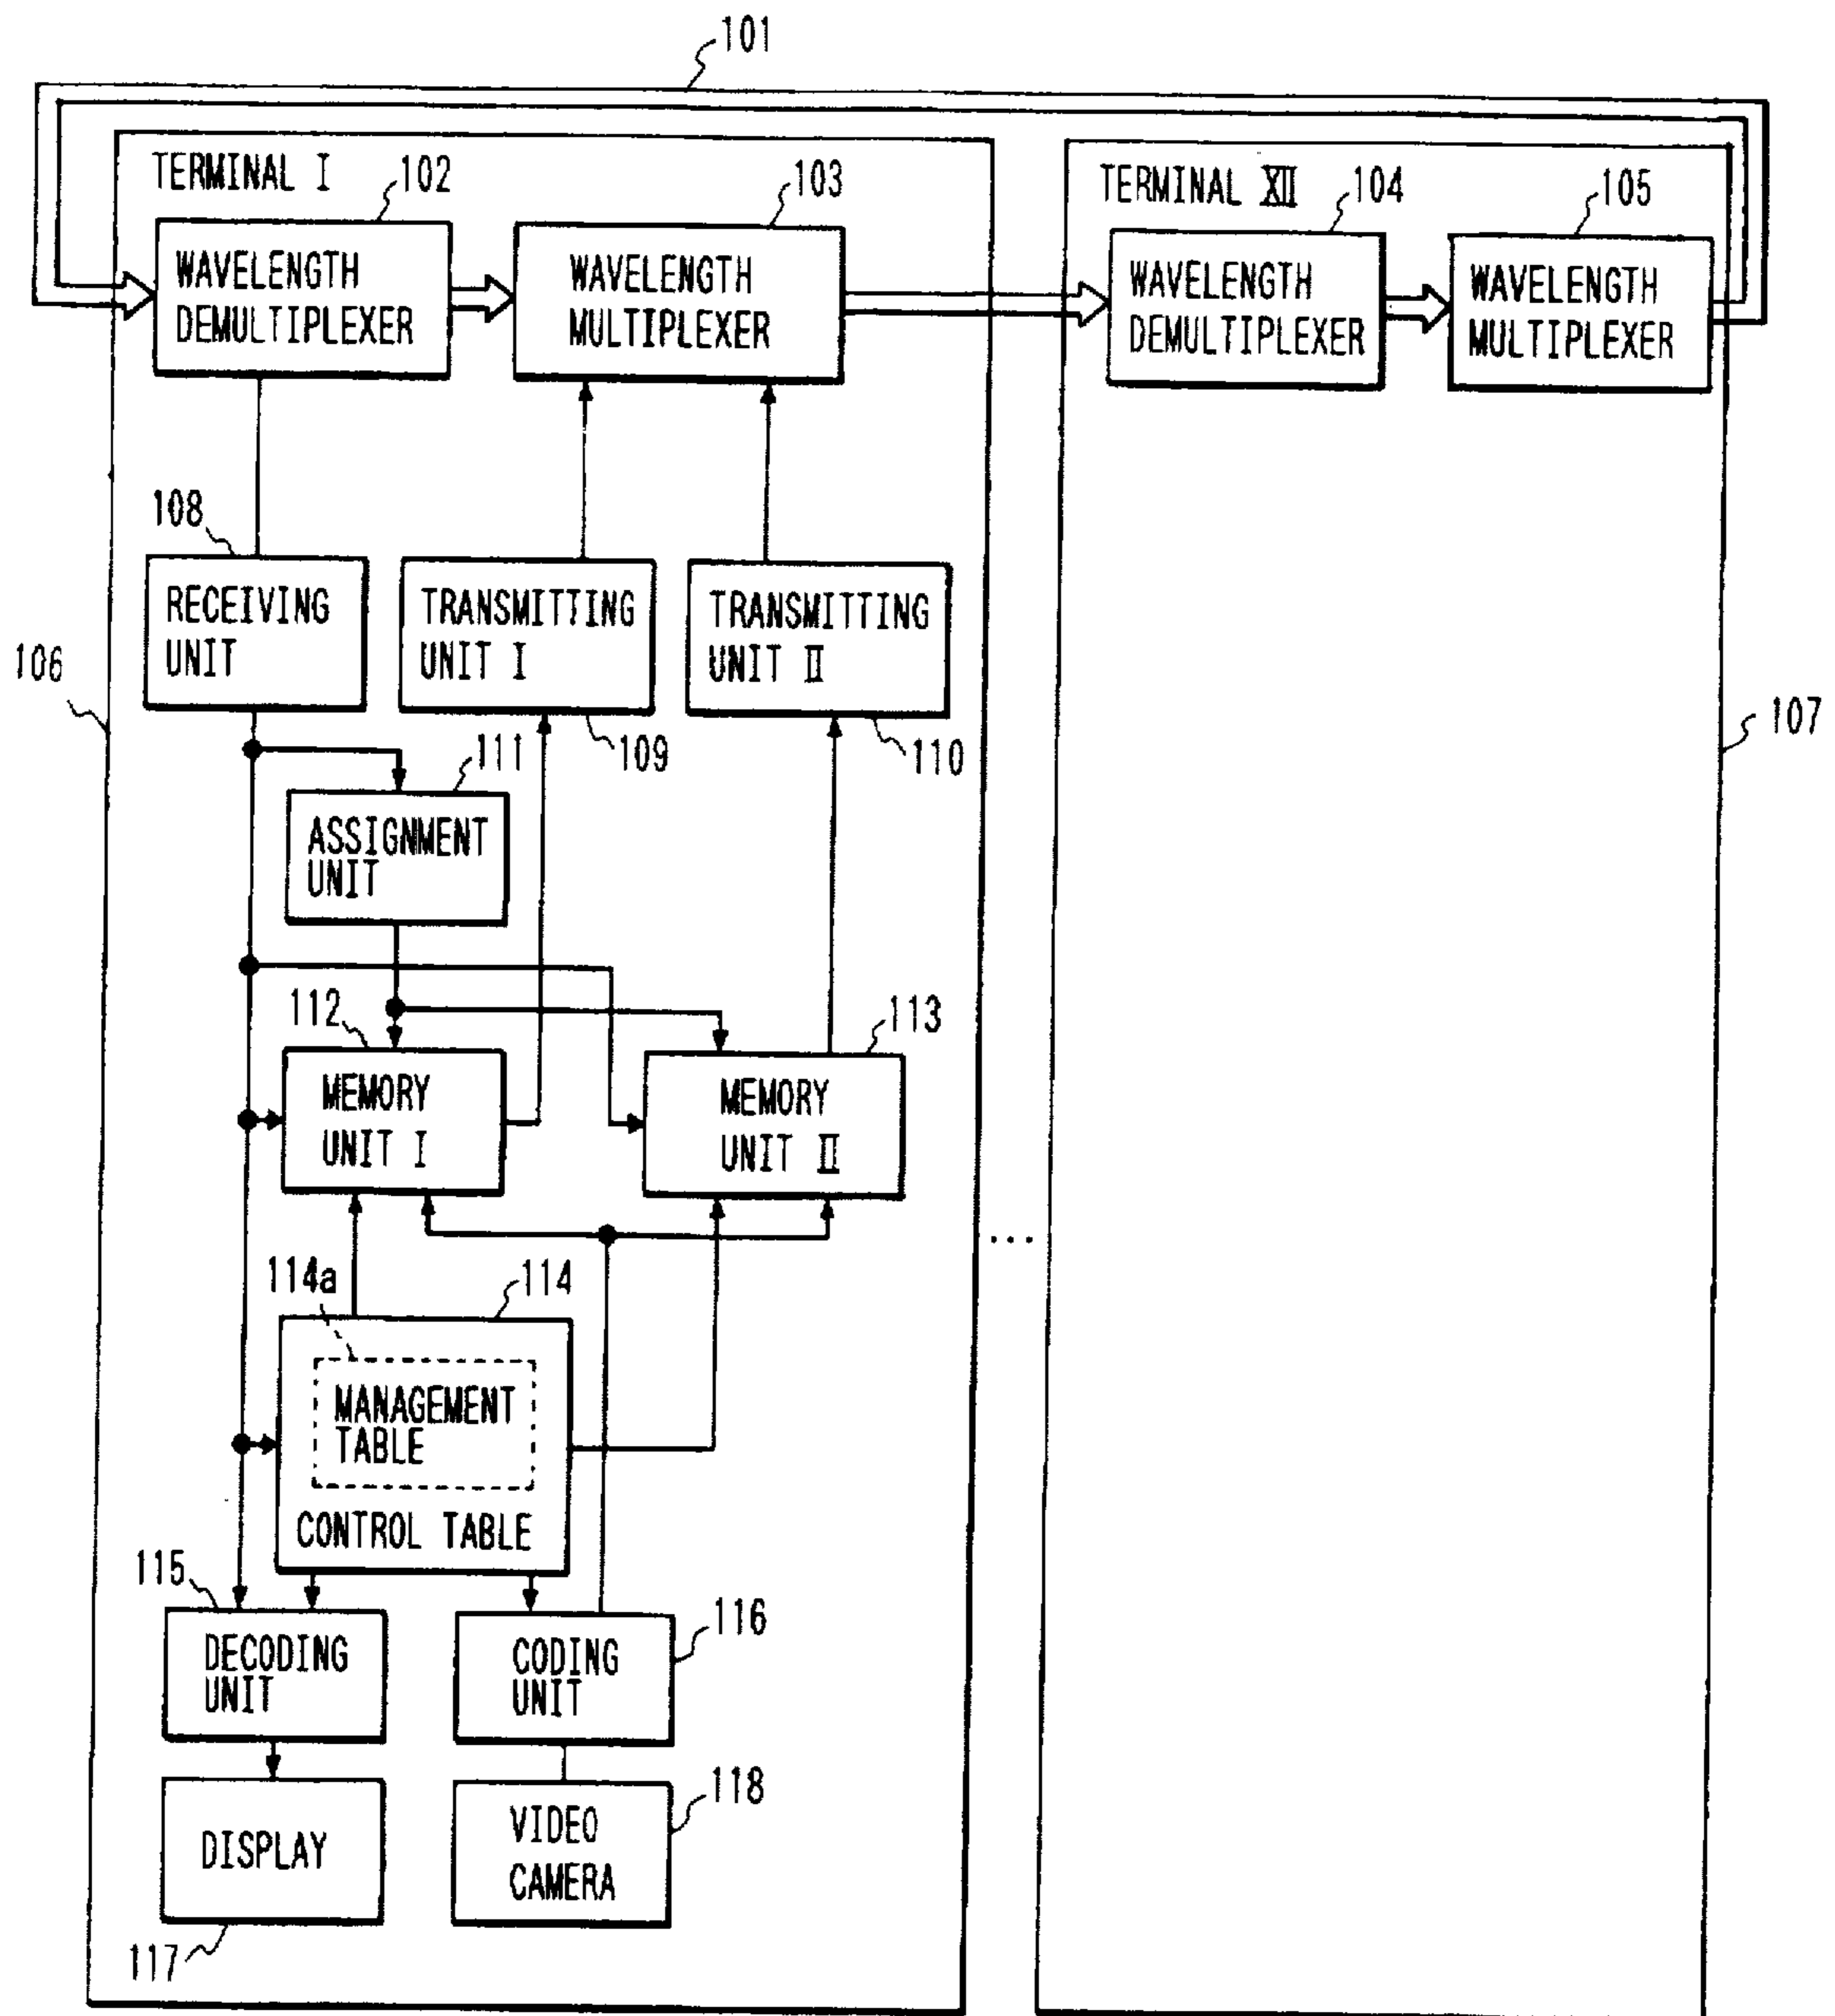 101
TERMINAL I
102
103
TERMINAL XII
104
105
WAVELENGTH
DEMULTIPLEXER
WAVELENGTH
MULTIPLEXER
WAVELENGTH
DEMULTIPLEXER
WAVELENGTH
MULTIPLEXER
108
RECEIVING
UNIT
TRANSMITTING
UNIT I
TRANSMITTING
UNIT II
106
107
109
110
111
ASSIGNMENT
UNIT
112
113
MEMORY
UNIT I
MEMORY
UNIT II
...
114a
114
MANAGEMENT
TABLE
CONTROL TABLE
115
116
DECODING
UNIT
CODING
UNIT
118
DISPLAY
VIDEO
CAMERA
117